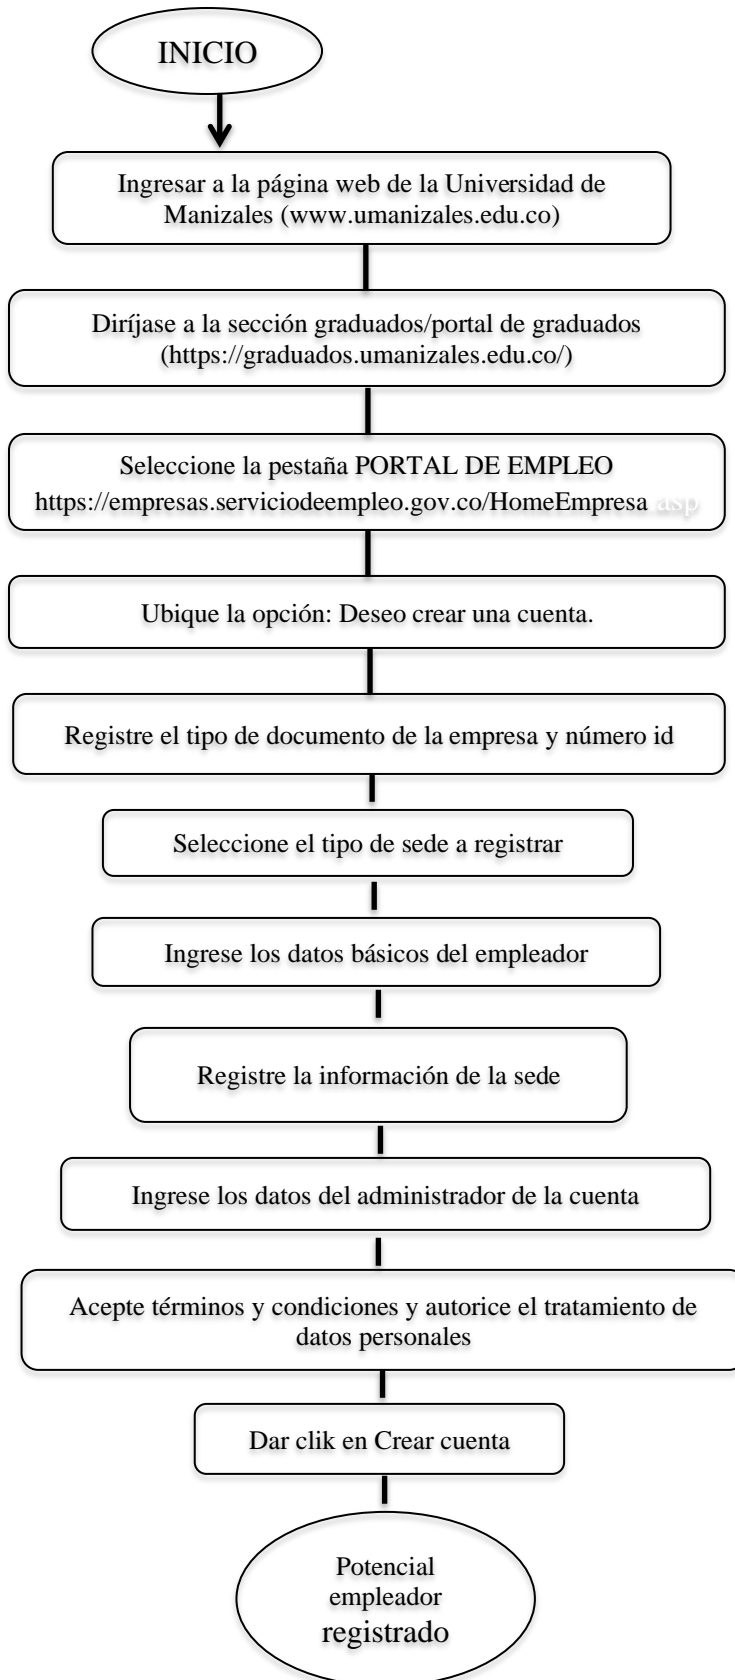 INICIO
Ingresar a la página web de la Universidad de
Manizales (www.umanizales.edu.co)
Diríjase a la sección graduados/portal de graduados
(https://graduados.umanizales.edu.co/)
Seleccione la pestaña PORTAL DE EMPLEO
https://empresas.serviciodeempleo.gov.co/HomeEmpresa.asp
Ubique la opción: Deseo crear una cuenta.
Registre el tipo de documento de la empresa y número id
Seleccione el tipo de sede a registrar
Ingrese los datos básicos del empleador
Registre la información de la sede
Ingrese los datos del administrador de la cuenta
Acepte términos y condiciones y autorice el tratamiento de
datos personales
Dar clik en Crear cuenta
Potencial
empleador
registrado